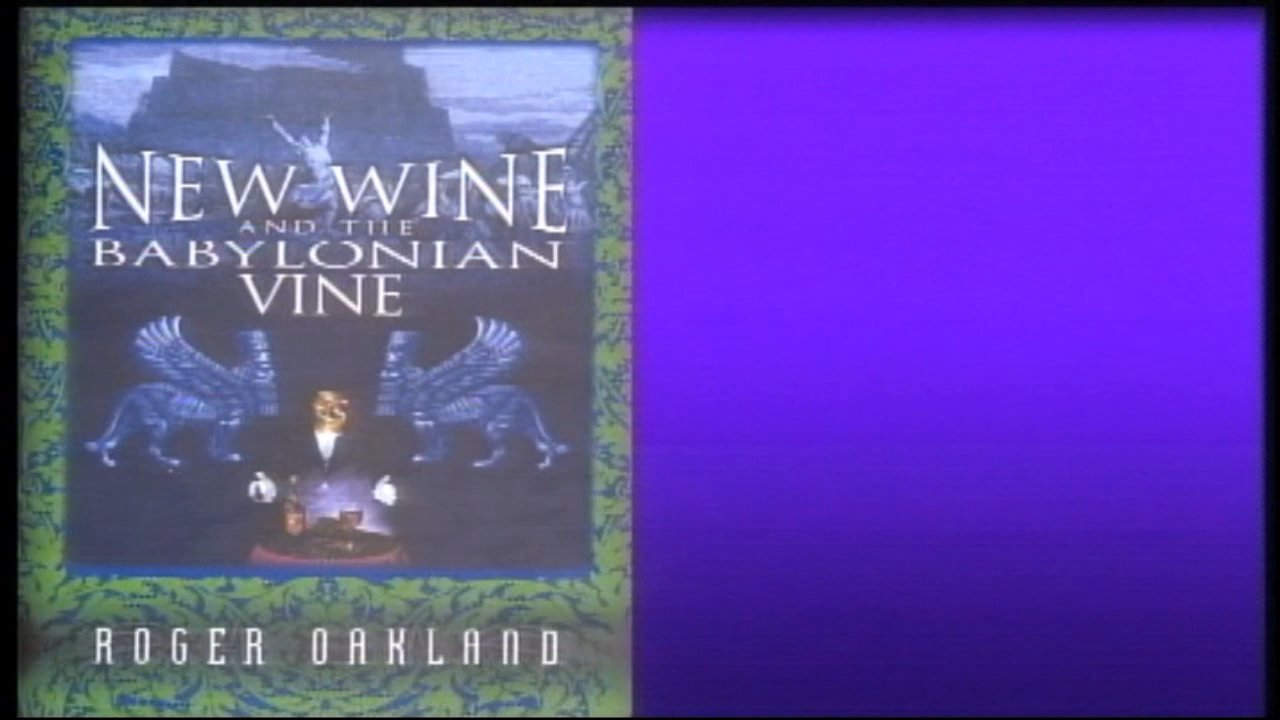 NEW WINE
AND THE
BABYLONIAN
VINE
ROGER OAKLAND